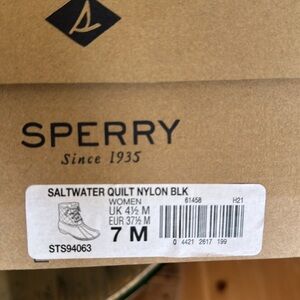 SPERRY
Since 1935
SALTWATER QUILT NYLON BLK
WOMEN
UK 4½ M
EUR 37½ M
7 M
STS94063
61458 H21
0 4421 2617 199